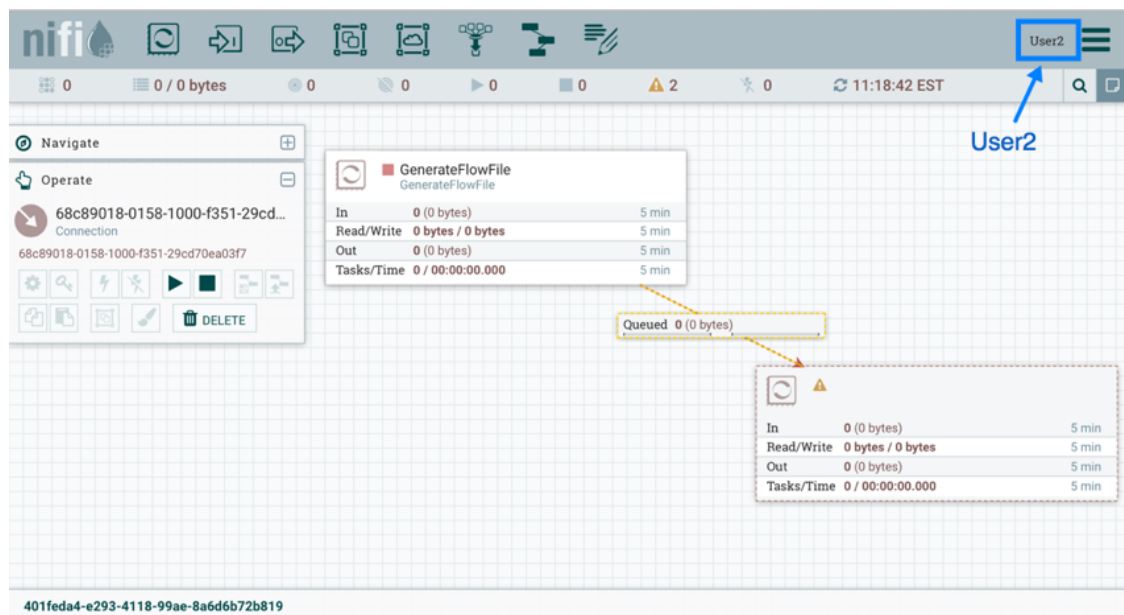 nifi
User2
0
0 / 0 bytes
0
0
0
0
2
0
11:18:42 EST
User2
Navigate
Operate
68c89018-0158-1000-f351-29cd...
Connection
68c89018-0158-1000-f351-29cd70ea03f7
DELETE
GenerateFlowFile
GenerateFlowFile
In 0 (0 bytes) 5 min
Read/Write 0 bytes / 0 bytes 5 min
Out 0 (0 bytes) 5 min
Tasks/Time 0 / 00:00:00.000 5 min
Queued 0 (0 bytes)
In 0 (0 bytes) 5 min
Read/Write 0 bytes / 0 bytes 5 min
Out 0 (0 bytes) 5 min
Tasks/Time 0 / 00:00:00.000 5 min
401feda4-e293-4118-99ae-8a6d6b72b819